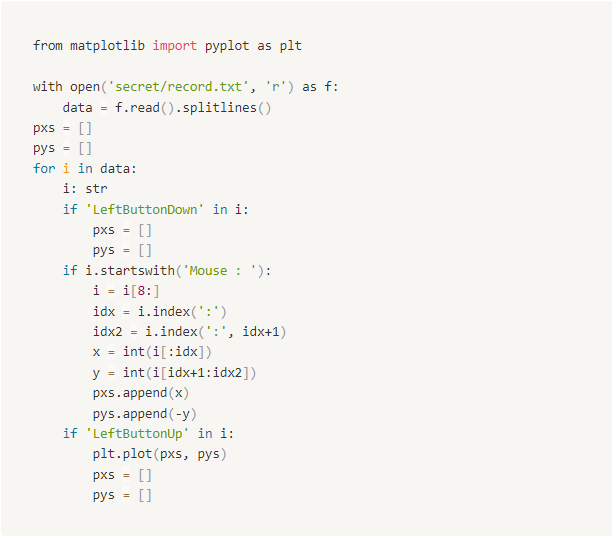 from matplotlib import pyplot as plt

with open('secret/record.txt', 'r') as f:
    data = f.read().splitlines()
pxs = []
pys = []
for i in data:
    i: str
    if 'LeftButtonDown' in i:
        pxs = []
        pys = []
    if i.startswith('Mouse : '):
        i = i[8:]
        idx = i.index(':')
        idx2 = i.index(':', idx+1)
        x = int(i[:idx])
        y = int(i[idx+1:idx2])
        pxs.append(x)
        pys.append(-y)
    if 'LeftButtonUp' in i:
        plt.plot(pxs, pys)
        pxs = []
        pys = []